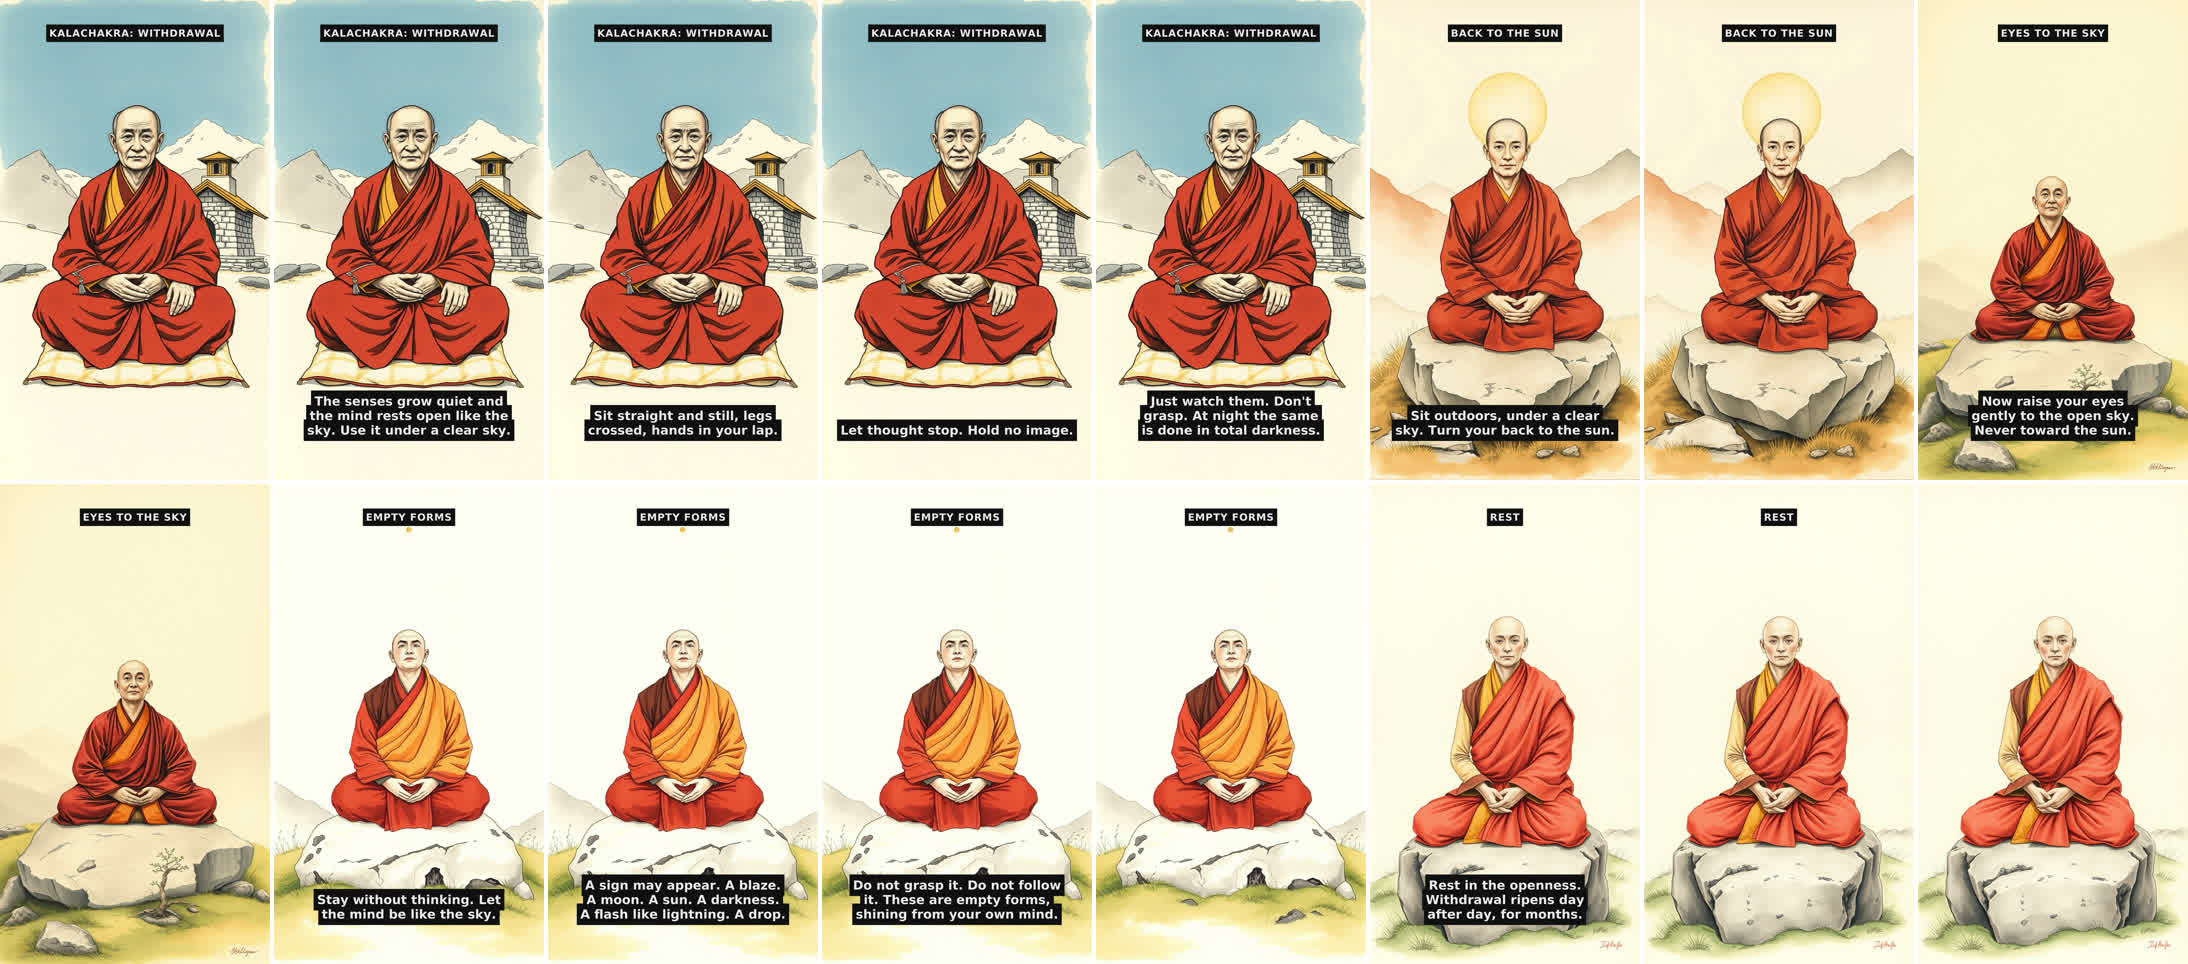 KALACHAKRA: WITHDRAWAL
KALACHAKRA: WITHDRAWAL
The senses grow quiet and
the mind rests open like the
sky. Use it under a clear sky.
KALACHAKRA: WITHDRAWAL
Sit straight and still, legs
crossed, hands in your lap.
KALACHAKRA: WITHDRAWAL
Let thought stop. Hold no image.
KALACHAKRA: WITHDRAWAL
Just watch them. Don't
grasp. At night the same
is done in total darkness.
BACK TO THE SUN
Sit outdoors, under a clear
sky. Turn your back to the sun.
BACK TO THE SUN
EYES TO THE SKY
Now raise your eyes
gently to the open sky.
Never toward the sun.
EYES TO THE SKY
EMPTY FORMS
Stay without thinking. Let
the mind be like the sky.
EMPTY FORMS
A sign may appear. A blaze.
A moon. A sun. A darkness.
A flash like lightning. A drop.
EMPTY FORMS
Do not grasp it. Do not follow
it. These are empty forms,
shining from your own mind.
EMPTY FORMS
REST
Rest in the openness.
Withdrawal ripens day
after day, for months.
REST